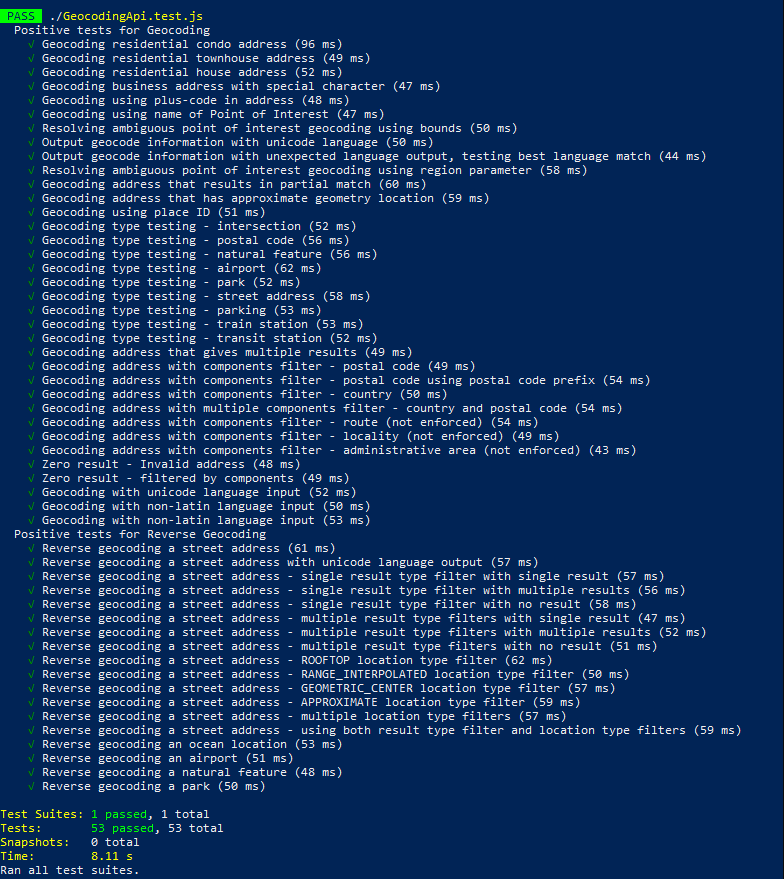 PASS ./GeocodingApi.test.js
Positive tests for Geocoding
√ Geocoding residential condo address (96 ms)
√ Geocoding residential townhouse address (49 ms)
√ Geocoding residential house address (52 ms)
√ Geocoding business address with special character (47 ms)
√ Geocoding using plus-code in address (48 ms)
√ Geocoding using name of Point of Interest (47 ms)
√ Resolving ambiguous point of interest geocoding using bounds (50 ms)
√ Output geocode information with unicode language (50 ms)
√ Output geocode information with unexpected language output, testing best language match (44 ms)
√ Resolving ambiguous point of interest geocoding using region parameter (58 ms)
√ Geocoding address that results in partial match (60 ms)
√ Geocoding address that has approximate geometry location (59 ms)
√ Geocoding using place ID (51 ms)
√ Geocoding type testing - intersection (52 ms)
√ Geocoding type testing - postal code (56 ms)
√ Geocoding type testing - natural feature (56 ms)
√ Geocoding type testing - airport (62 ms)
√ Geocoding type testing - park (52 ms)
√ Geocoding type testing - street address (58 ms)
√ Geocoding type testing - parking (53 ms)
√ Geocoding type testing - train station (53 ms)
√ Geocoding type testing - transit station (52 ms)
√ Geocoding address that gives multiple results (49 ms)
√ Geocoding address with components filter - postal code (49 ms)
√ Geocoding address with components filter - postal code using postal code prefix (54 ms)
√ Geocoding address with components filter - country (50 ms)
√ Geocoding address with multiple components filter - country and postal code (54 ms)
√ Geocoding address with components filter - route (not enforced) (54 ms)
√ Geocoding address with components filter - locality (not enforced) (49 ms)
√ Geocoding address with components filter - administrative area (not enforced) (43 ms)
√ Zero result - Invalid address (48 ms)
√ Zero result - filtered by components (49 ms)
√ Geocoding with unicode language input (52 ms)
√ Geocoding with non-latin language input (50 ms)
√ Geocoding with non-latin language input (53 ms)
Positive tests for Reverse Geocoding
√ Reverse geocoding a street address (61 ms)
√ Reverse geocoding a street address with unicode language output (57 ms)
√ Reverse geocoding a street address - single result type filter with single result (57 ms)
√ Reverse geocoding a street address - single result type filter with multiple results (56 ms)
√ Reverse geocoding a street address - single result type filter with no result (58 ms)
√ Reverse geocoding a street address - multiple result type filters with single result (47 ms)
√ Reverse geocoding a street address - multiple result type filters with multiple results (52 ms)
√ Reverse geocoding a street address - multiple result type filters with no result (51 ms)
√ Reverse geocoding a street address - ROOFTOP location type filter (62 ms)
√ Reverse geocoding a street address - RANGE_INTERPOLATED location type filter (50 ms)
√ Reverse geocoding a street address - GEOMETRIC_CENTER location type filter (57 ms)
√ Reverse geocoding a street address - APPROXIMATE location type filter (59 ms)
√ Reverse geocoding a street address - multiple location type filters (57 ms)
√ Reverse geocoding a street address - using both result type filter and location type filters (59 ms)
√ Reverse geocoding an ocean location (53 ms)
√ Reverse geocoding an airport (51 ms)
√ Reverse geocoding a natural feature (48 ms)
√ Reverse geocoding a park (50 ms)
Test Suites: 1 passed, 1 total
Tests: 53 passed, 53 total
Snapshots: 0 total
Time: 8.11 s
Ran all test suites.